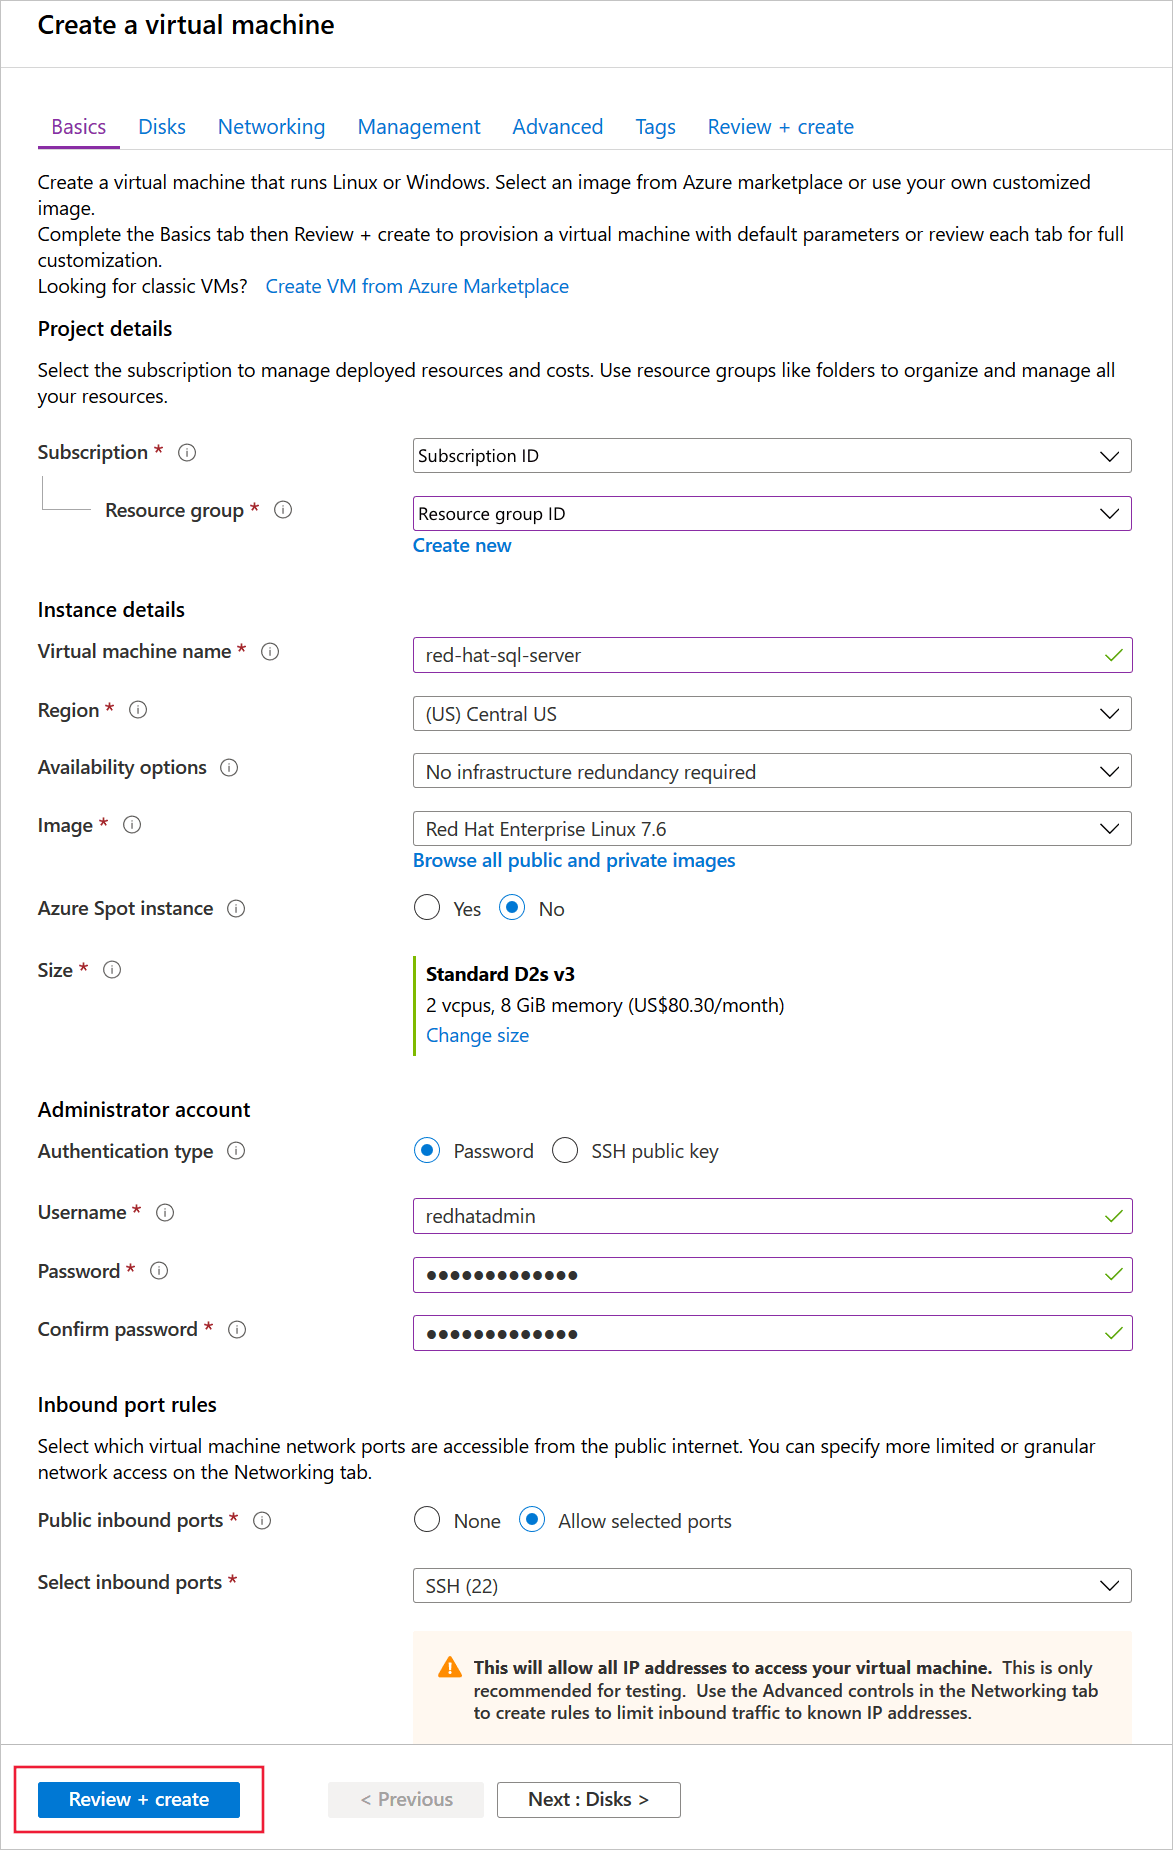 Create a virtual machine
Basics Disks Networking Management Advanced Tags Review + create
Create a virtual machine that runs Linux or Windows. Select an image from Azure marketplace or use your own customized
image.
Complete the Basics tab then Review + create to provision a virtual machine with default parameters or review each tab for full
customization.
Looking for classic VMs? Create VM from Azure Marketplace
Project details
Select the subscription to manage deployed resources and costs. Use resource groups like folders to organize and manage all
your resources.
Subscription * Subscription ID
Resource group * Resource group ID
Create new
Instance details
Virtual machine name * red-hat-sql-server
Region * (US) Central US
Availability options No infrastructure redundancy required
Image * Red Hat Enterprise Linux 7.6
Browse all public and private images
Azure Spot instance Yes No
Size * Standard D2s v3
2 vcpus, 8 GiB memory (US$80.30/month)
Change size
Administrator account
Authentication type Password SSH public key
Username * redhatadmin
Password * •••••••••••••
Confirm password * •••••••••••••
Inbound port rules
Select which virtual machine network ports are accessible from the public internet. You can specify more limited or granular
network access on the Networking tab.
Public inbound ports * None Allow selected ports
Select inbound ports * SSH (22)
This will allow all IP addresses to access your virtual machine. This is only
recommended for testing. Use the Advanced controls in the Networking tab
to create rules to limit inbound traffic to known IP addresses.
Review + create < Previous Next : Disks >